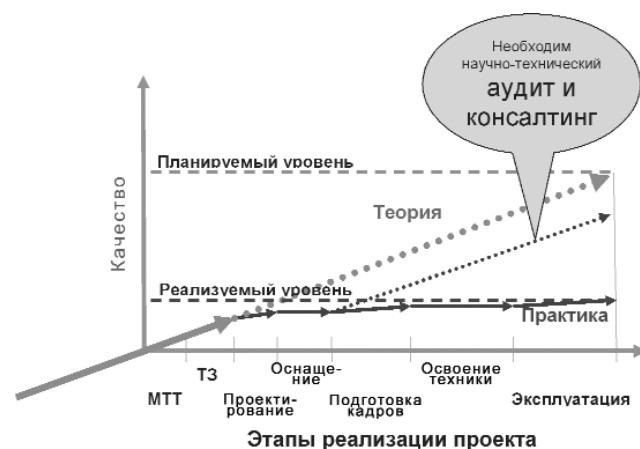 Необходим
научно-технический
аудит и
консалтинг
Качество
Планируемый уровень
Теория
Реализуемый уровень
Практика
МТТ
ТЗ
Проекти-
рование
Оснаще-
ние
Подготовка
кадров
Освоение
техники
Эксплуатация
Этапы реализации проекта